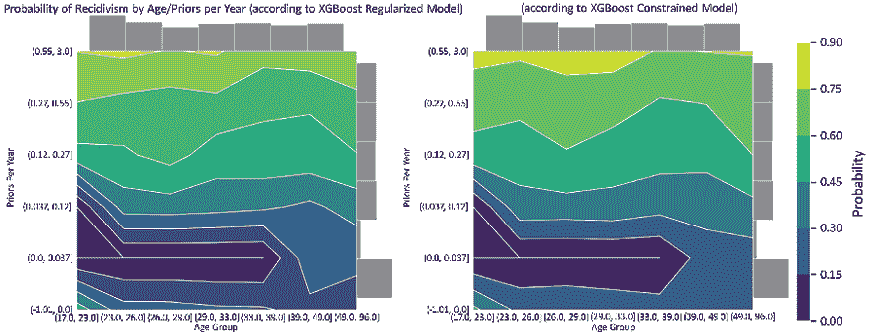 Probability of Recidivism by Age/Priors per Year (according to XGBoost Regularized Model)
(according to XGBoost Constrained Model)
(0.55, 3.0]
(0.27, 0.55]
(0.12, 0.27]
(0.037, 0.12]
(0.0, 0.037]
(-1.01, 0.0]
Priors Per Year
(17.0, 23.0] (23.0, 26.0] (26.0, 29.0] (29.0, 33.0] (33.0, 39.0] (39.0, 49.0] (49.0, 96.0]
Age Group
(0.55, 3.0]
(0.27, 0.55]
(0.12, 0.27]
(0.037, 0.12]
(0.0, 0.037]
(-1.01, 0.0]
Priors Per Year
(17.0, 23.0] (23.0, 26.0] (26.0, 29.0] (29.0, 33.0] (33.0, 39.0] (39.0, 49.0] (49.0, 96.0]
Age Group
0.90
0.75
0.60
0.45
0.30
0.15
0.00
Probability